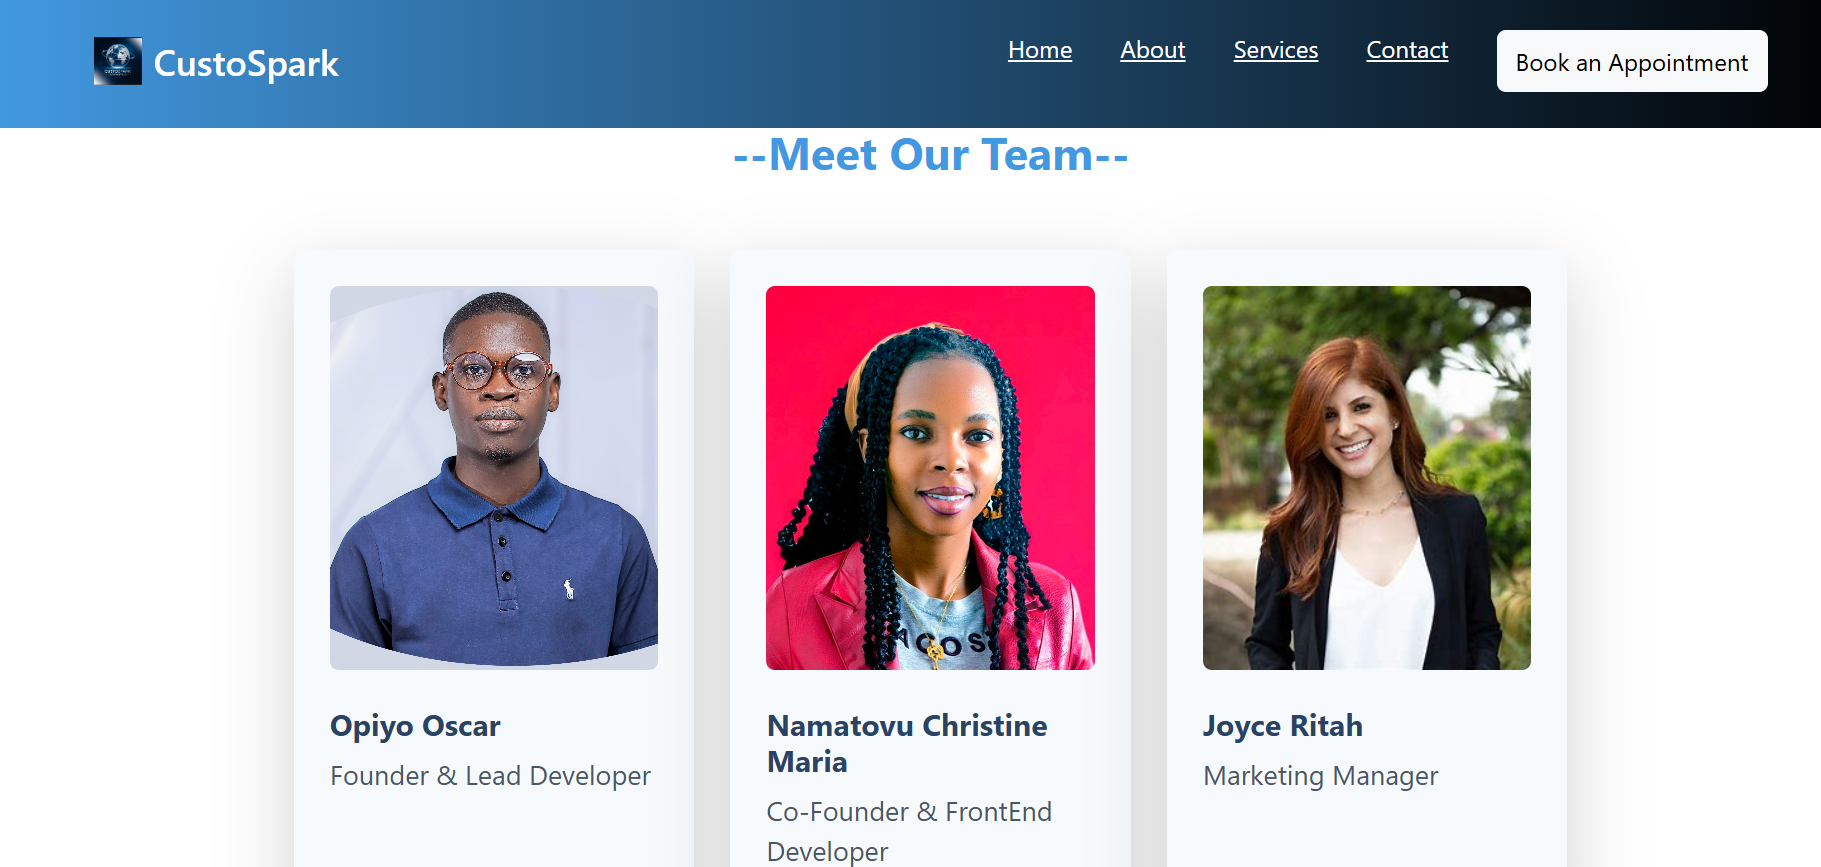 CustoSpark
Home
About
Services
Contact
Book an Appointment
--Meet Our Team--
ACOS
Opiyo Oscar
Founder & Lead Developer
Namatovu Christine
Maria
Co-Founder & FrontEnd
Developer
Joyce Ritah
Marketing Manager